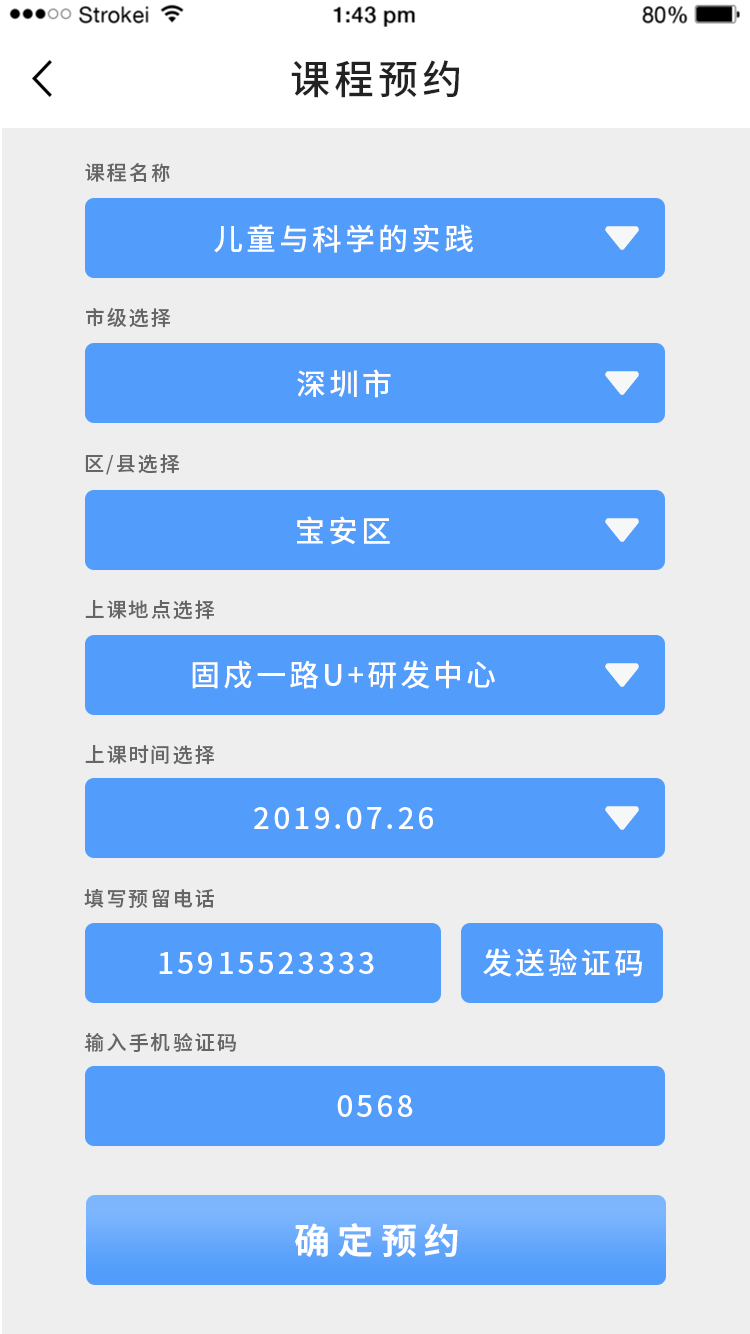 Strokei 1:43 pm 80%
课程预约
课程名称
儿童与科学的实践
市级选择
深圳市
区/县选择
宝安区
上课地点选择
固戍一路U+研发中心
上课时间选择
2019.07.26
填写预留电话
15915523333 发送验证码
输入手机验证码
0568
确定预约